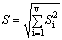 S = √(∑_{i=1}^{n} S_i^2)